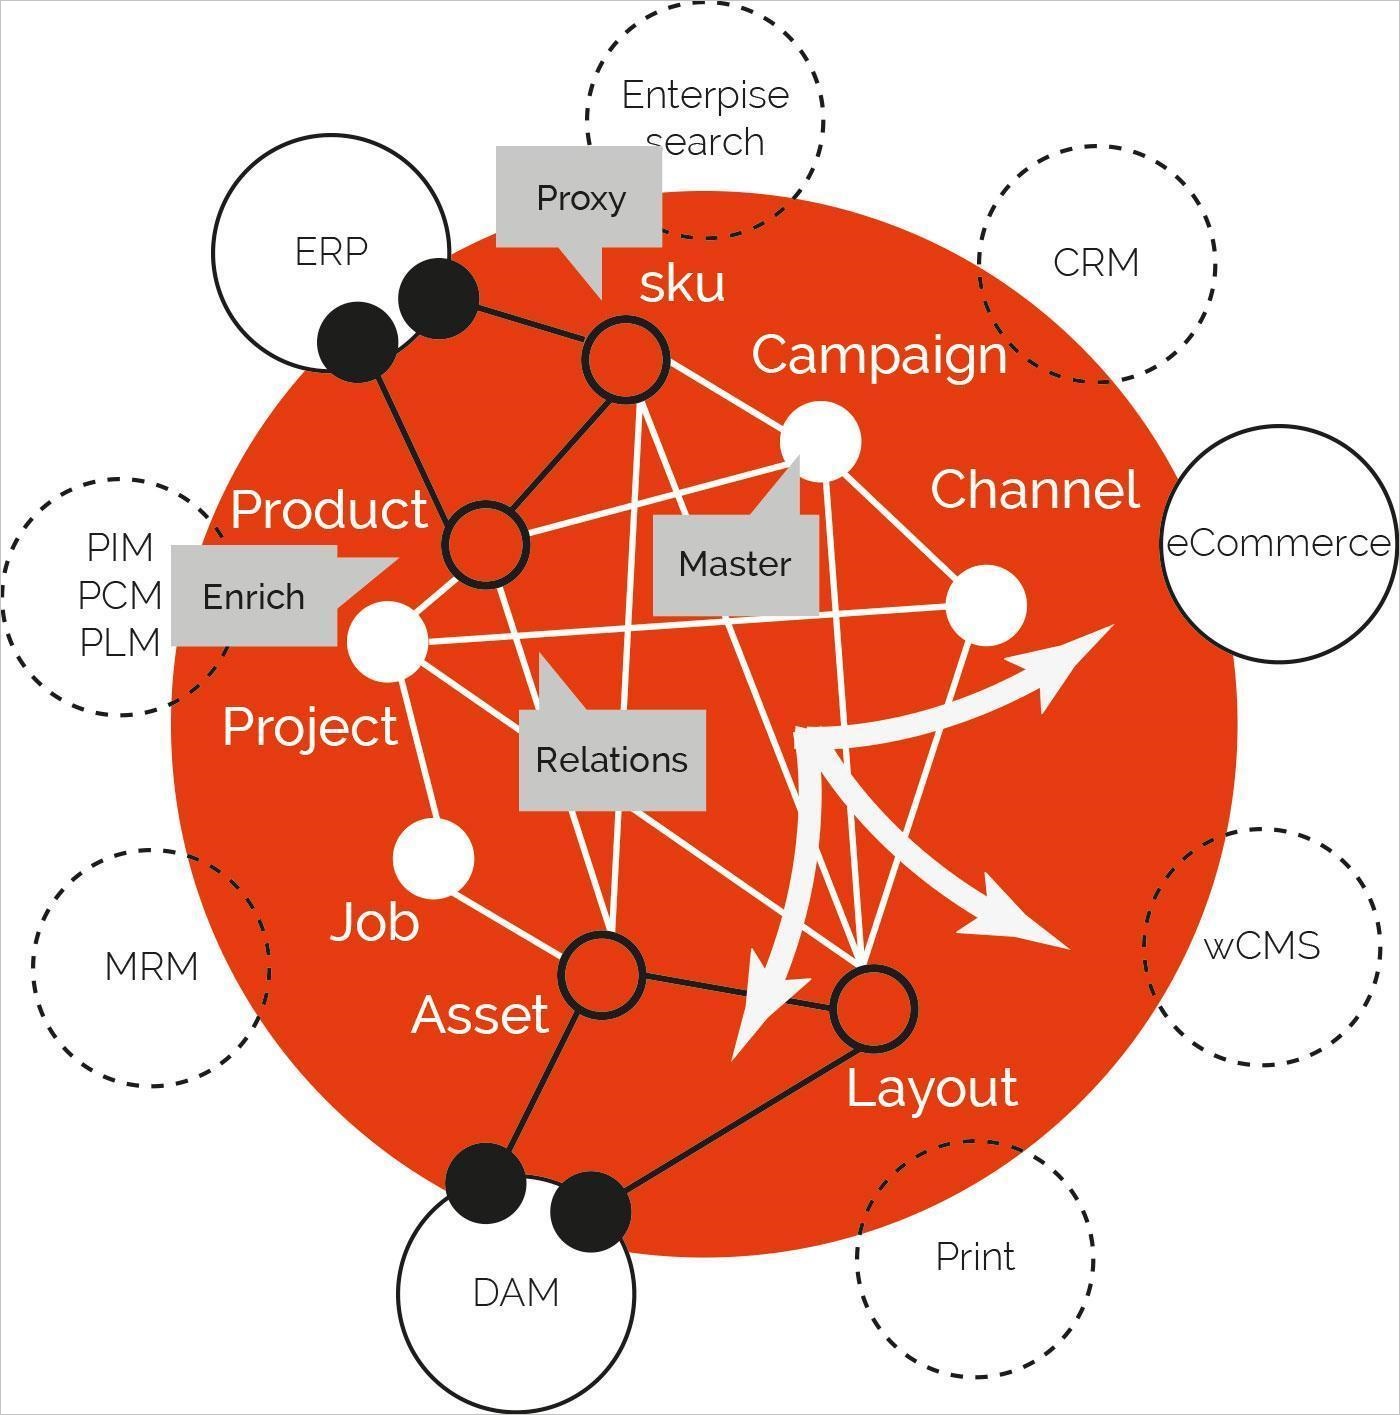 Enterpise
search
Proxy
ERP
CRM
sku
Campaign
Channel
Product
eCommerce
PIM
PCM
PLM
Enrich
Master
Project
Relations
Job
MRM
wCMS
Asset
Layout
Print
DAM